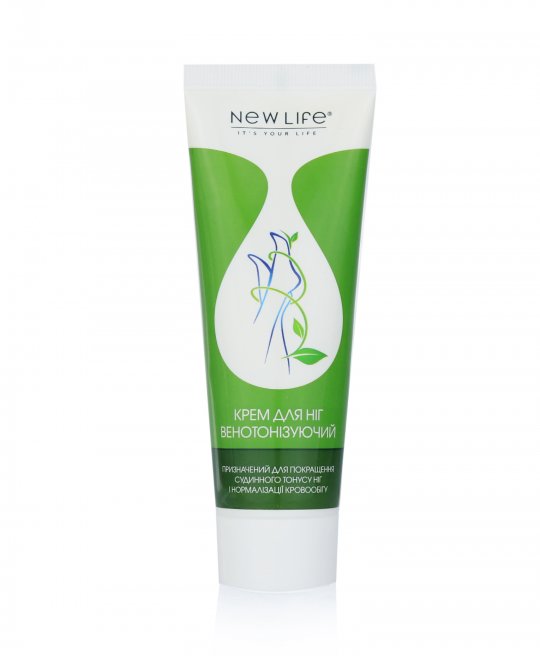 NEW LIFE®
IT'S YOUR LIFE
КРЕМ ДЛЯ НІГ
ВЕНОТОНІЗУЮЧИЙ
ПРИЗНАЧЕНИЙ ДЛЯ ПОКРАЩЕННЯ
СУДИННОГО ТОНУСУ НІГ
І НОРМАЛІЗАЦІЇ КРОВООБІГУ